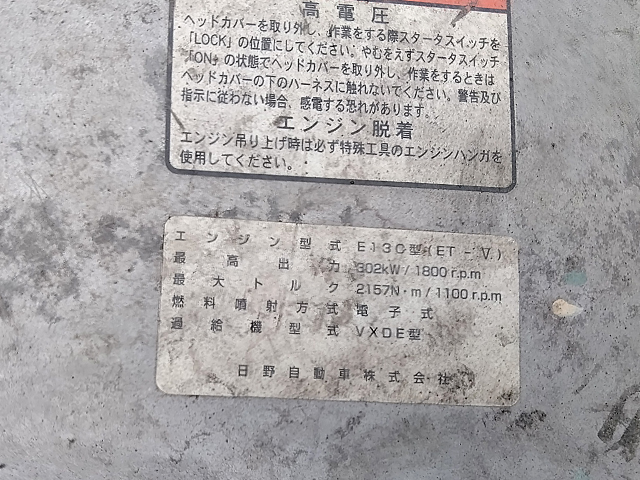 高電圧
ヘッドカバーを取り外し、作業をする際スタータスイッチを
「LOCK」の位置にしてください。やむをえずスタータスイッチ
「ON」の状態でヘッドカバーを取り外し、作業をするときは
ヘッドカバーの下のハーネスに触れないでください。警告及び
指示に従わない場合、感電する恐れがあります。
エンジン脱着
エンジン吊り上げ時は必ず特殊工具のエンジンハンガを
使用してください。
エンジン型式 E13C型(ET-V)
最高出力 302kW/1800r.p.m
最大トルク 2157N・m/1100r.p.m
燃料噴射方式 電子式
過給機型式 VXDE型
日野自動車株式会社